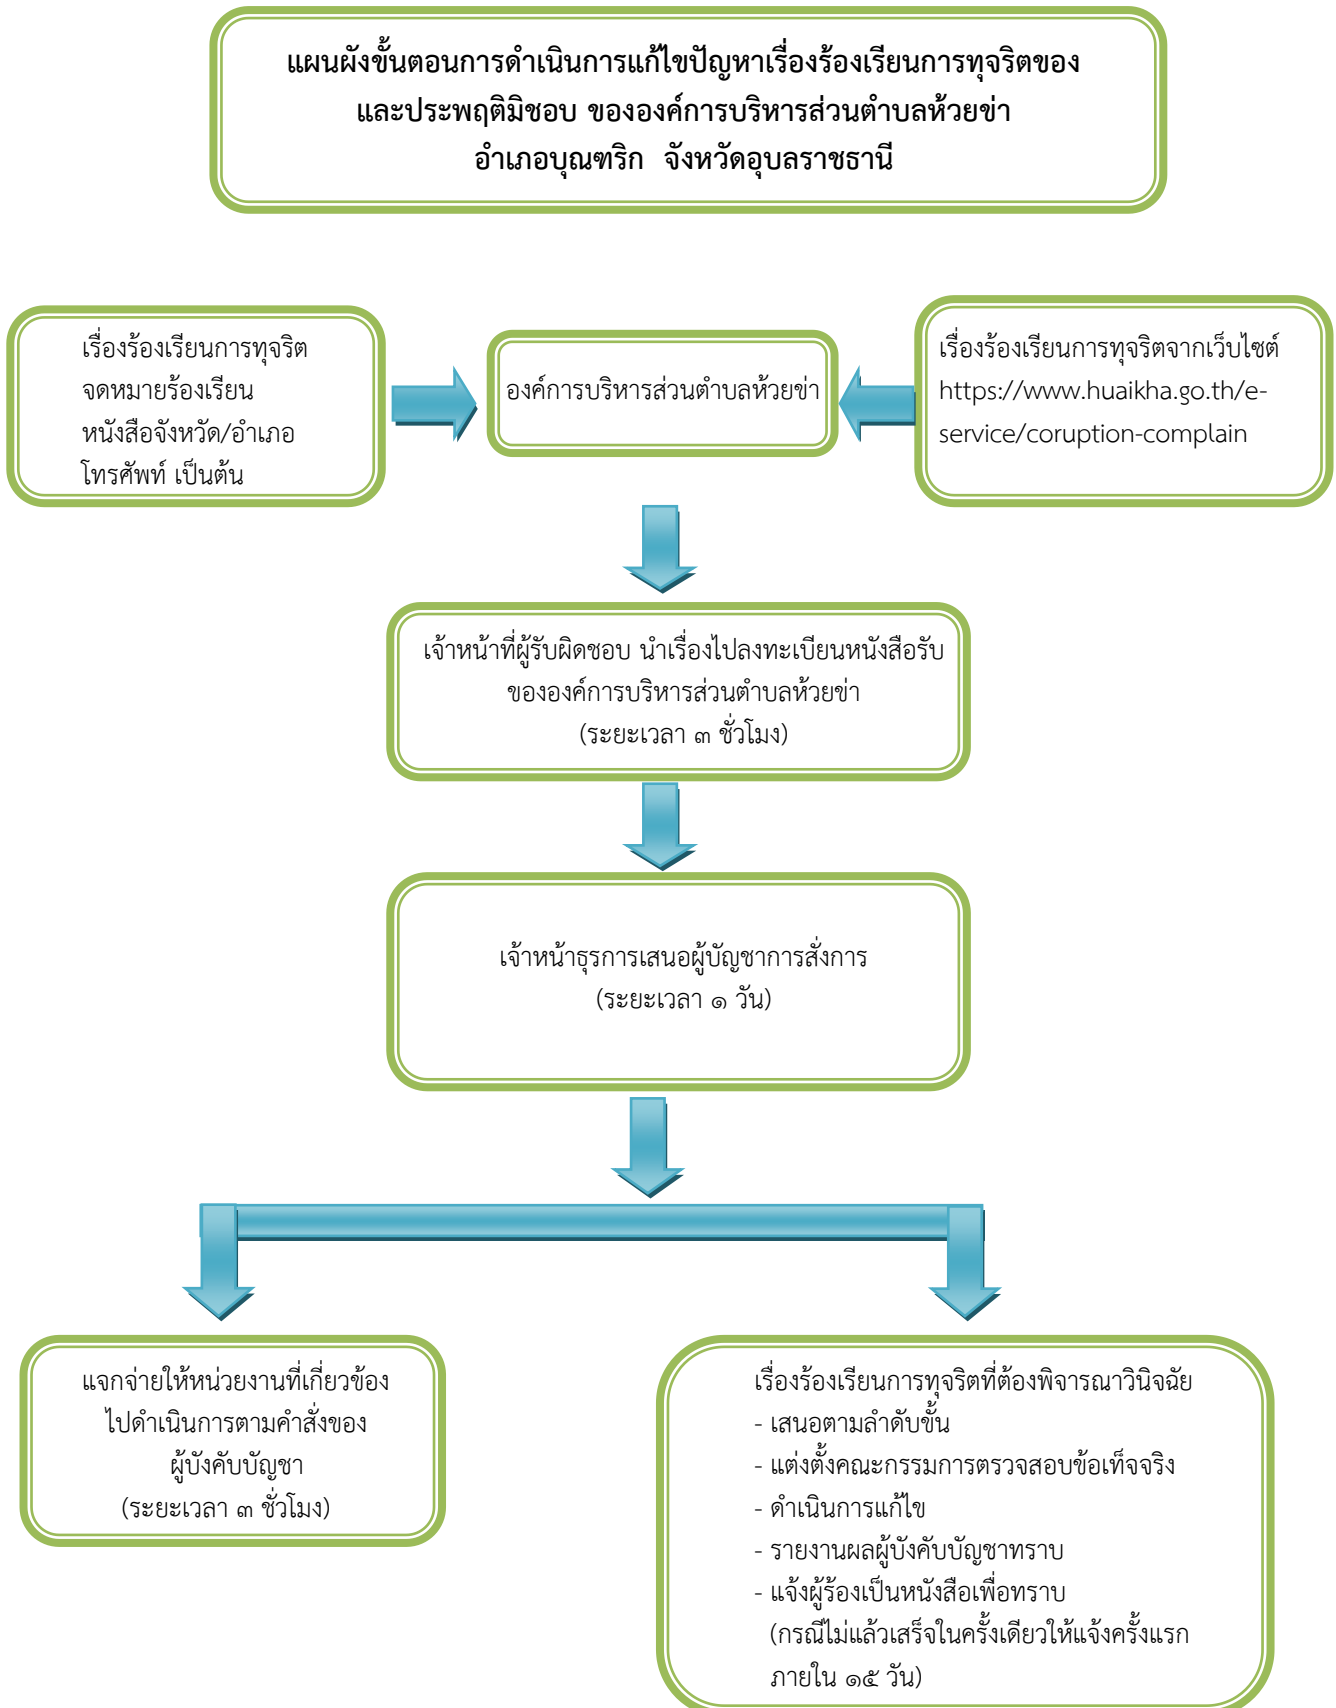 แผนผังขั้นตอนการดำเนินการแก้ไขปัญหาเรื่องร้องเรียนการทุจริตของ
และประพฤติมิชอบ ขององค์การบริหารส่วนตำบลห้วยข่า
อำเภอบุณฑริก จังหวัดอุบลราชธานี
เรื่องร้องเรียนการทุจริต
จดหมายร้องเรียน
หนังสือจังหวัด/อำเภอ
โทรศัพท์ เป็นต้น
องค์การบริหารส่วนตำบลห้วยข่า
เรื่องร้องเรียนการทุจริตจากเว็บไซต์
https://www.huaikha.go.th/e-
service/coruption-complain
เจ้าหน้าที่ผู้รับผิดชอบ นำเรื่องไปลงทะเบียนหนังสือรับ
ขององค์การบริหารส่วนตำบลห้วยข่า
(ระยะเวลา ๓ ชั่วโมง)
เจ้าหน้าธุรการเสนอผู้บัญชาการสั่งการ
(ระยะเวลา ๑ วัน)
แจกจ่ายให้หน่วยงานที่เกี่ยวข้อง
ไปดำเนินการตามคำสั่งของ
ผู้บังคับบัญชา
(ระยะเวลา ๓ ชั่วโมง)
เรื่องร้องเรียนการทุจริตที่ต้องพิจารณาวินิจฉัย
- เสนอตามลำดับขั้น
- แต่งตั้งคณะกรรมการตรวจสอบข้อเท็จจริง
- ดำเนินการแก้ไข
- รายงานผลผู้บังคับบัญชาทราบ
- แจ้งผู้ร้องเป็นหนังสือเพื่อทราบ
(กรณีไม่แล้วเสร็จในครั้งเดียวให้แจ้งครั้งแรก
ภายใน ๑๕ วัน)